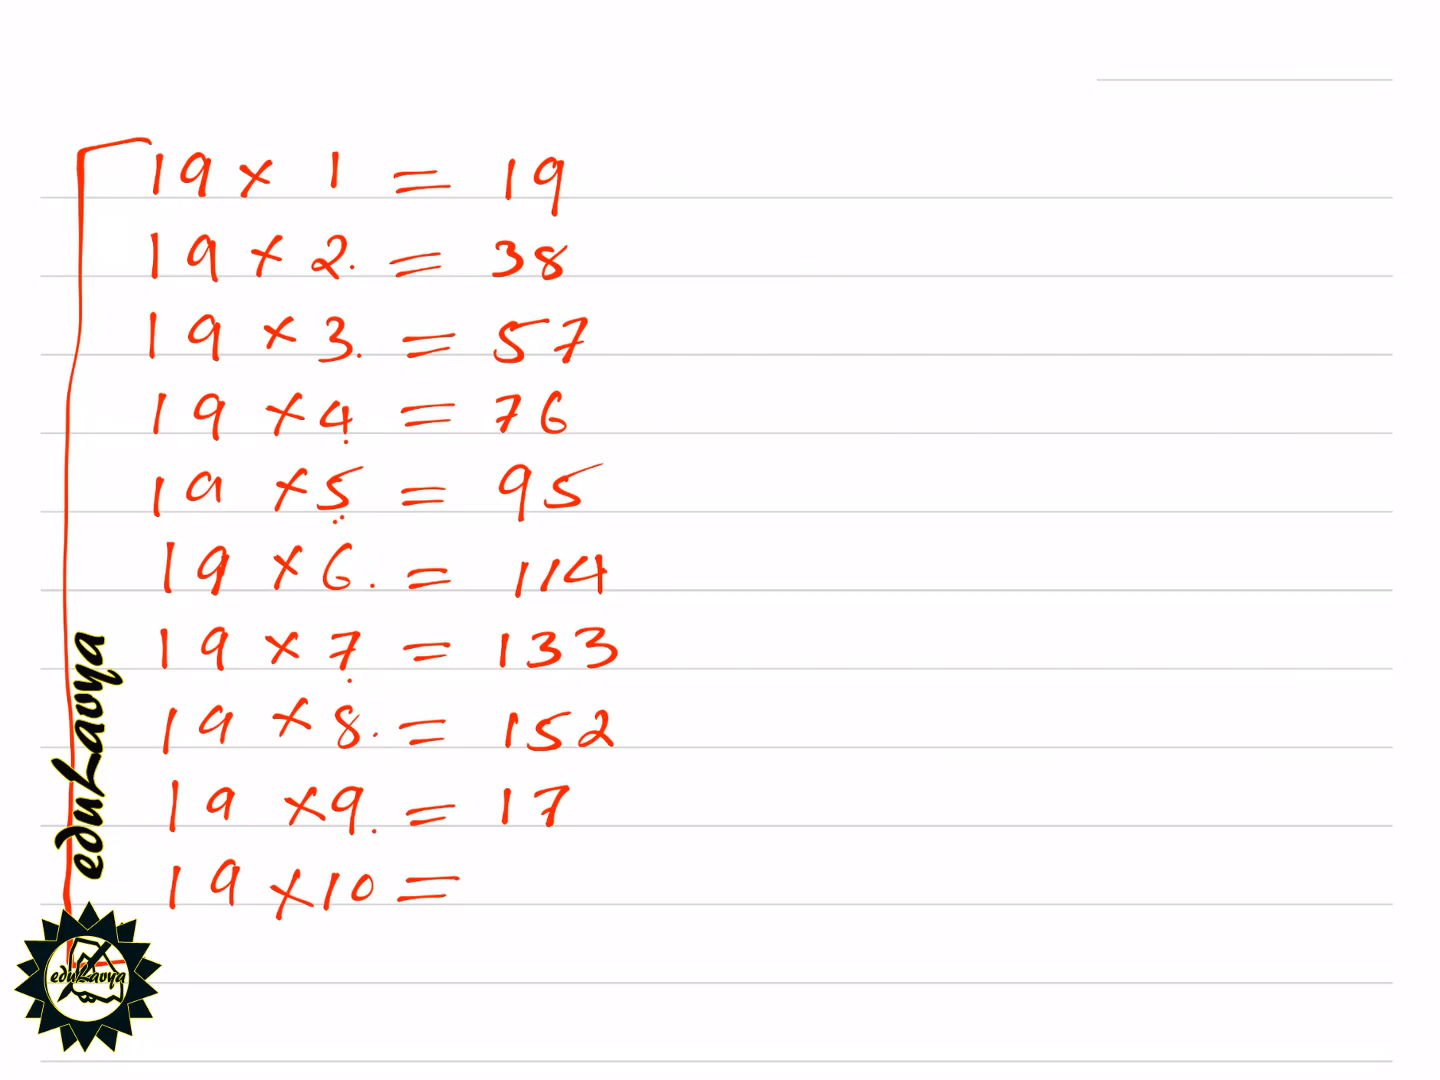 19 × 1 = 19
19 × 2. = 38
19 × 3. = 57
19 × 4. = 76
19 × 5 = 95
19 × 6. = 114
19 × 7. = 133
19 × 8. = 152
19 × 9. = 17
19 × 10 =
eduLavya
eduLavya